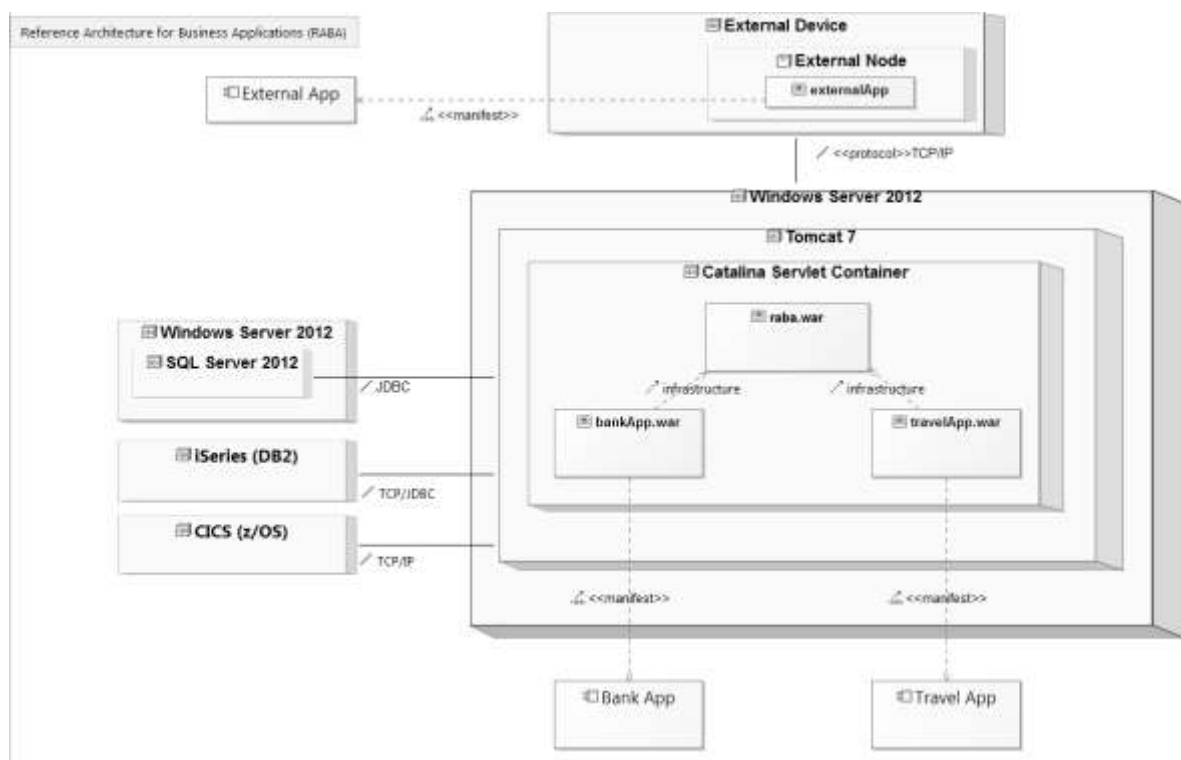 Reference Architecture for Business Applications (RABA)
External Device
External Node
externalApp
External App
<<manifest>>
<<protocol>>TCP/IP
Windows Server 2012
Tomcat 7
Catalina Servlet Container
raba.war
Windows Server 2012
SQL Server 2012
JDBC
infrastructure
infrastructure
bankApp.war
travelApp.war
iSeries (DB2)
TCP/JDBC
CICS (z/OS)
TCP/IP
<<manifest>>
<<manifest>>
Bank App
Travel App